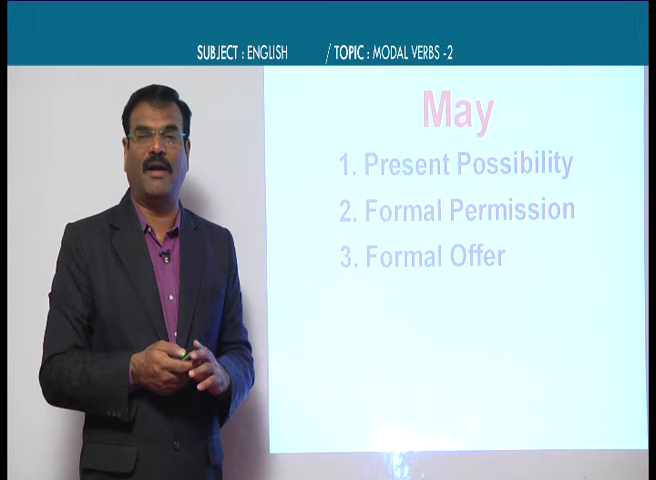 SUBJECT : ENGLISH / TOPIC : MODAL VERBS -2
May
1. Present Possibility
2. Formal Permission
3. Formal Offer